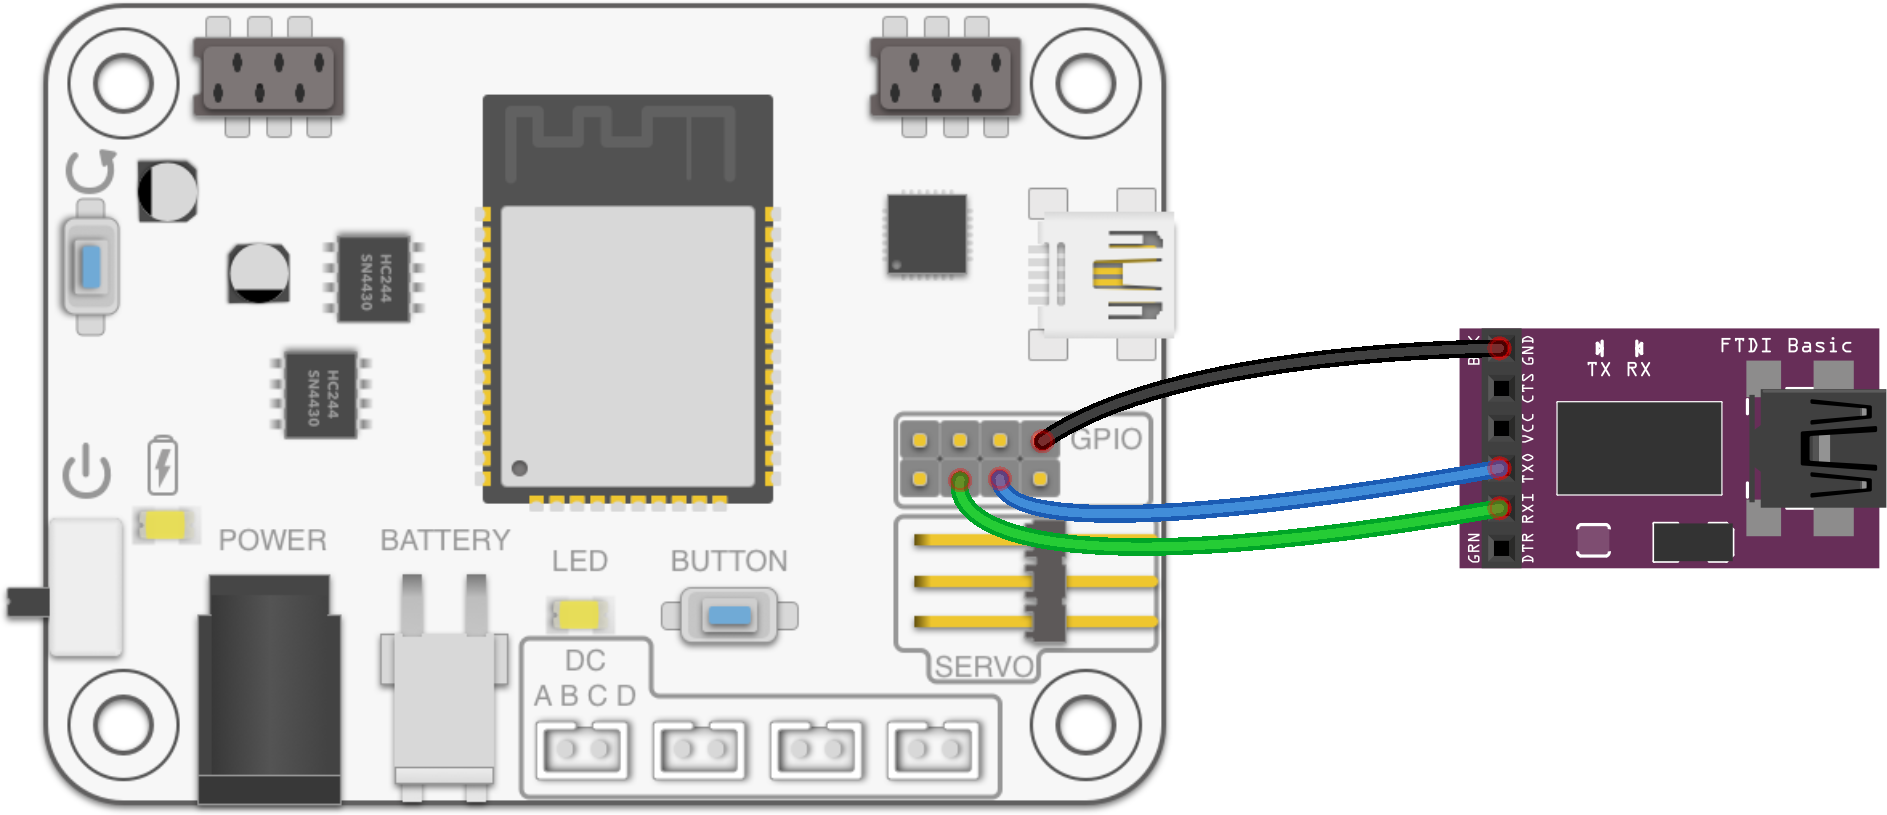 HC244
SN4430
HC244
SN4430
GPIO
POWER
BATTERY
LED
BUTTON
DC
A B C D
SERVO
FTDI Basic
TX RX
GND
CTS
VCC
TXO
RXI
DTR
GRN